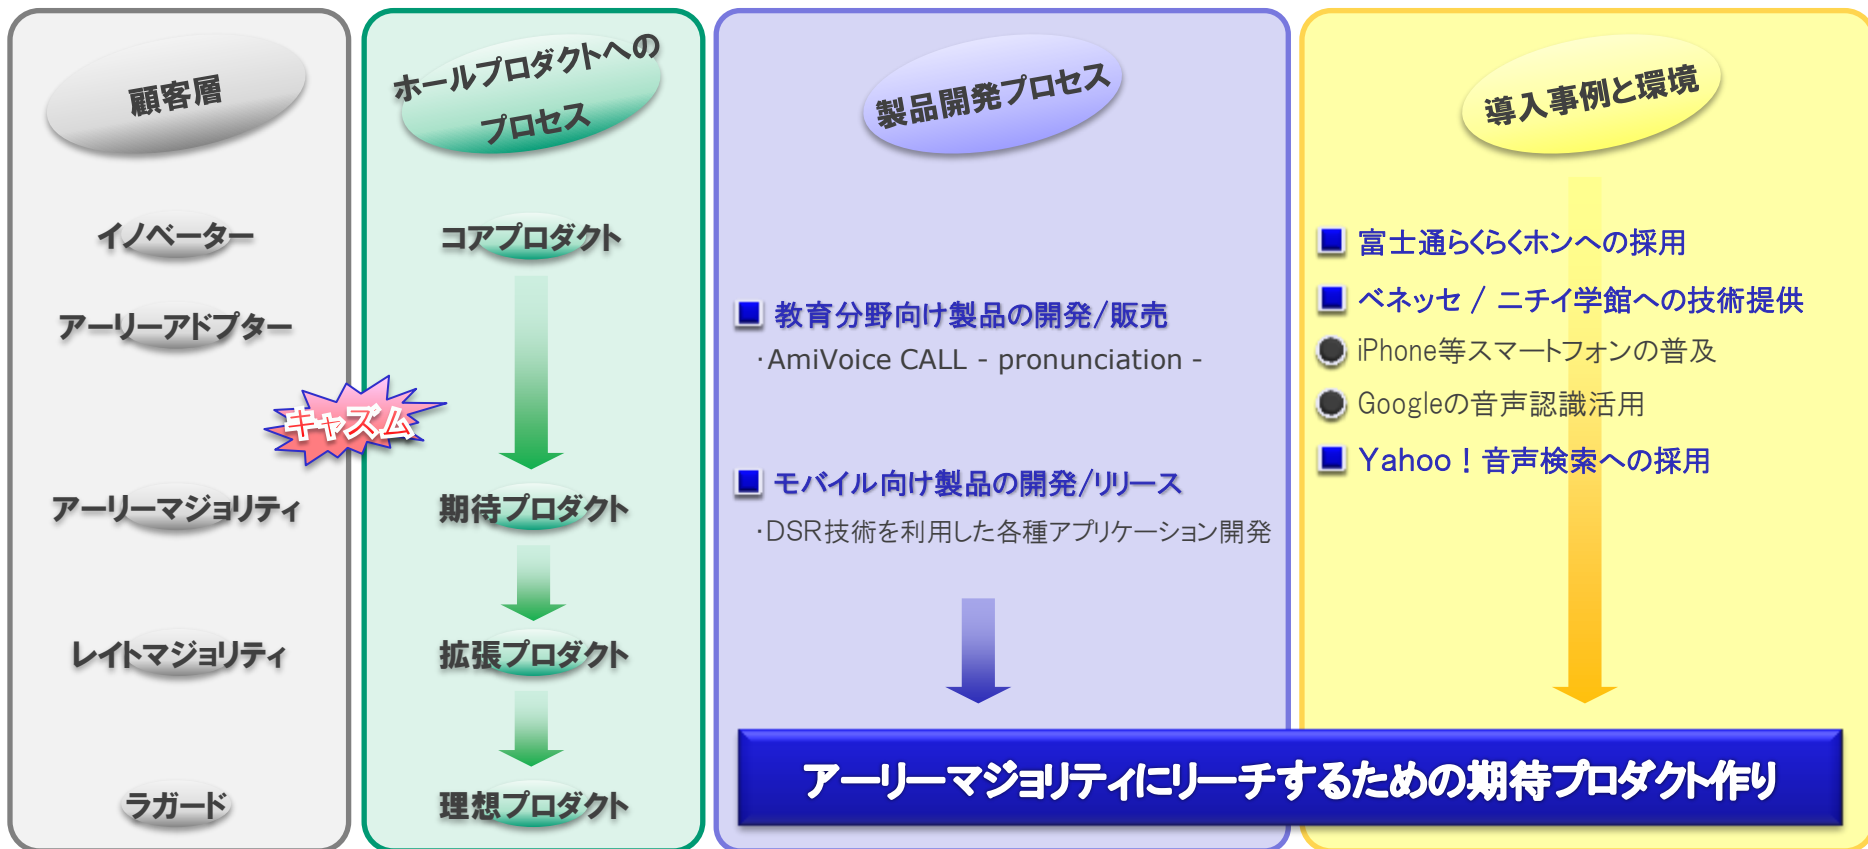 顧客層
イノベーター
アーリーアドプター
キャズム
アーリーマジョリティ
レイトマジョリティ
ラガード
ホールプロダクトへの
プロセス
コアプロダクト
期待プロダクト
拡張プロダクト
理想プロダクト
製品開発プロセス
教育分野向け製品の開発/販売
・AmiVoice CALL - pronunciation -
モバイル向け製品の開発/リリース
・DSR技術を利用した各種アプリケーション開発
導入事例と環境
富士通らくらくホンへの採用
ベネッセ / ニチイ学館への技術提供
iPhone等スマートフォンの普及
Googleの音声認識活用
Yahoo！音声検索への採用
アーリーマジョリティにリーチするための期待プロダクト作り